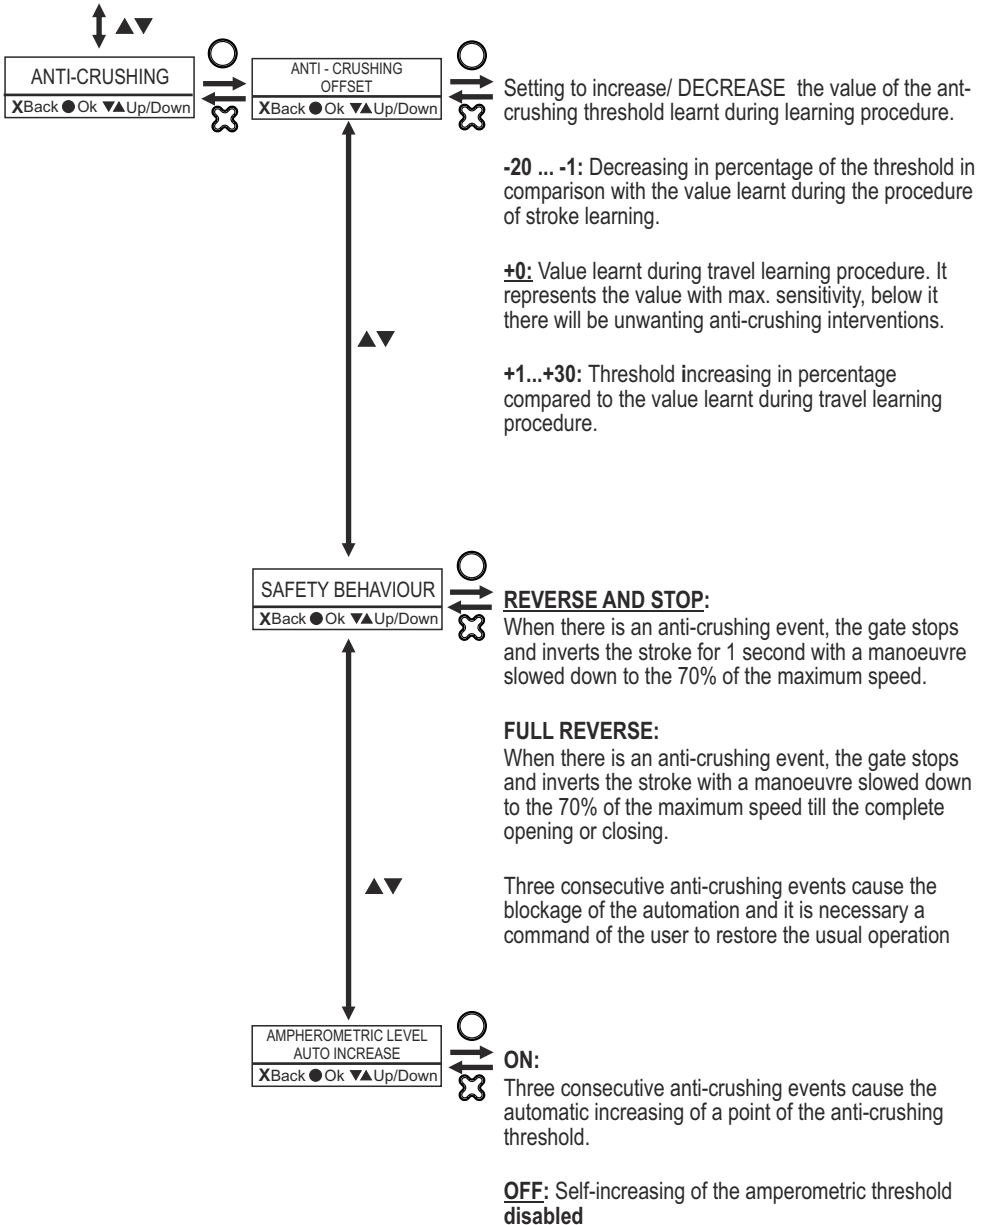 ▲▼
ANTI-CRUSHING
XBack ●Ok ▼▲Up/Down
ANTI - CRUSHING
OFFSET
XBack ●Ok ▼▲Up/Down
Setting to increase/ DECREASE the value of the ant-
crushing threshold learnt during learning procedure.
-20 ... -1: Decreasing in percentage of the threshold in
comparison with the value learnt during the procedure
of stroke learning.
+0: Value learnt during travel learning procedure. It
represents the value with max. sensitivity, below it
there will be unwanting anti-crushing interventions.
▲▼
+1...+30: Threshold increasing in percentage
compared to the value learnt during travel learning
procedure.
SAFETY BEHAVIOUR
XBack ●Ok ▼▲Up/Down
REVERSE AND STOP:
When there is an anti-crushing event, the gate stops
and inverts the stroke for 1 second with a manoeuvre
slowed down to the 70% of the maximum speed.
FULL REVERSE:
When there is an anti-crushing event, the gate stops
and inverts the stroke with a manoeuvre slowed down
to the 70% of the maximum speed till the complete
opening or closing.
▲▼
Three consecutive anti-crushing events cause the
blockage of the automation and it is necessary a
command of the user to restore the usual operation
AMPHEROMETRIC LEVEL
AUTO INCREASE
XBack ●Ok ▼▲Up/Down
ON:
Three consecutive anti-crushing events cause the
automatic increasing of a point of the anti-crushing
threshold.
OFF: Self-increasing of the amperometric threshold
disabled